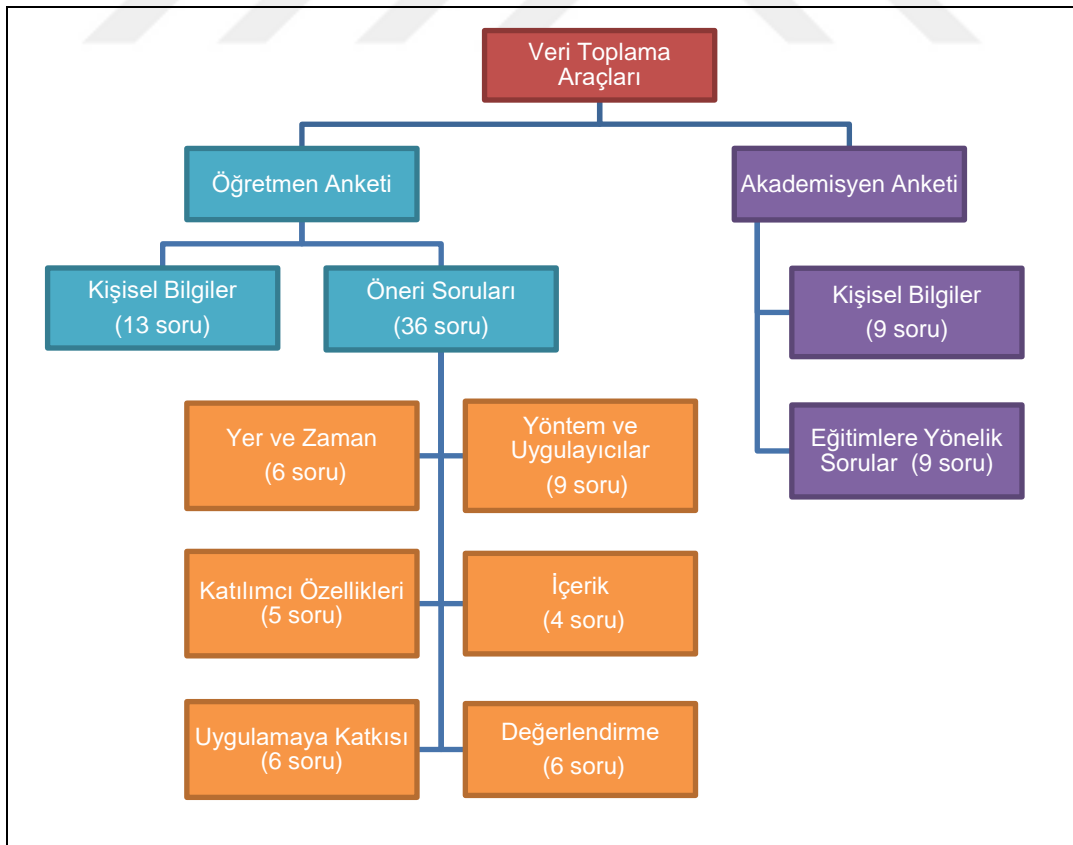 Veri Toplama
Araçları
Öğretmen Anketi
Akademisyen Anketi
Kişisel Bilgiler
(13 soru)
Öneri Soruları
(36 soru)
Kişisel Bilgiler
(9 soru)
Eğitimlere Yönelik
Sorular (9 soru)
Yer ve Zaman
(6 soru)
Yöntem ve
Uygulayıcılar
(9 soru)
Katılımcı Özellikleri
(5 soru)
İçerik
(4 soru)
Uygulamaya Katkısı
(6 soru)
Değerlendirme
(6 soru)